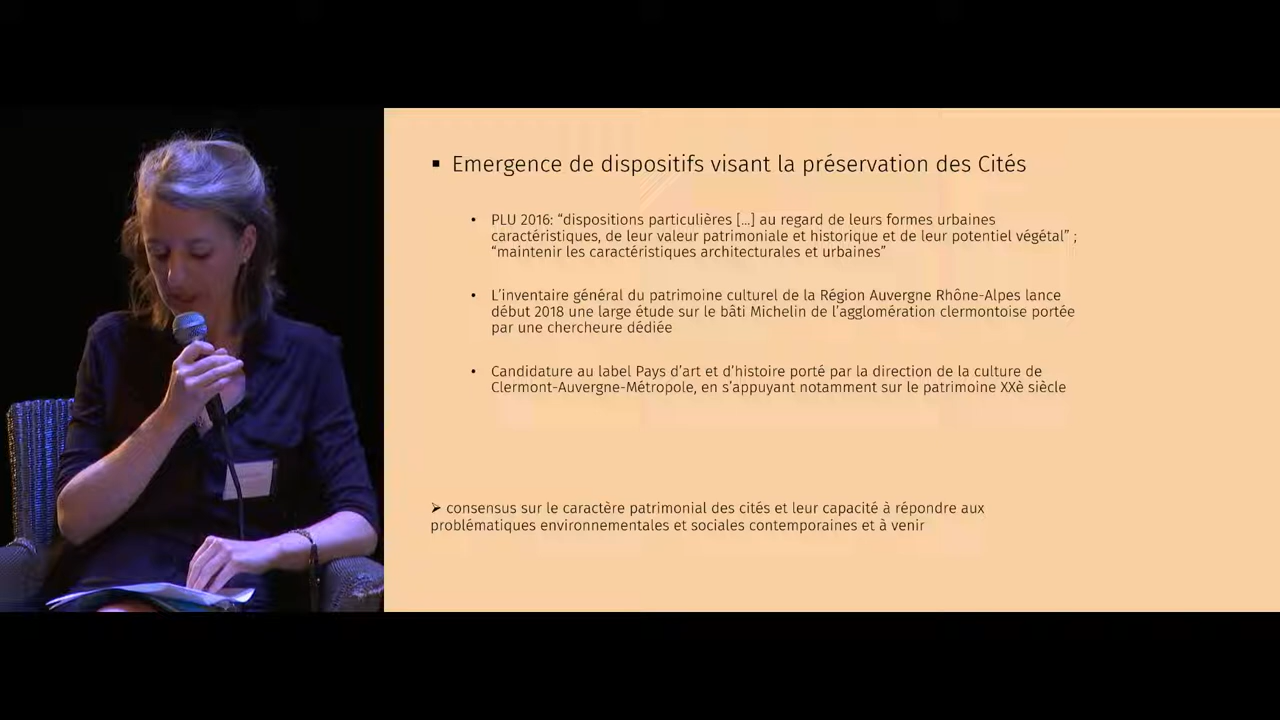 ▪ Emergence de dispositifs visant la préservation des Cités
• PLU 2016: “dispositions particulières [...] au regard de leurs formes urbaines
caractéristiques, de leur valeur patrimoniale et historique et de leur potentiel végétal” ;
“maintenir les caractéristiques architecturales et urbaines”
• L’inventaire général du patrimoine culturel de la Région Auvergne Rhône-Alpes lance
début 2018 une large étude sur le bâti Michelin de l’agglomération clermontoise portée
par une chercheure dédiée
• Candidature au label Pays d’art et d’histoire porté par la direction de la culture de
Clermont-Auvergne-Métropole, en s’appuyant notamment sur le patrimoine XXè siècle
➢ consensus sur le caractère patrimonial des cités et leur capacité à répondre aux
problématiques environnementales et sociales contemporaines et à venir